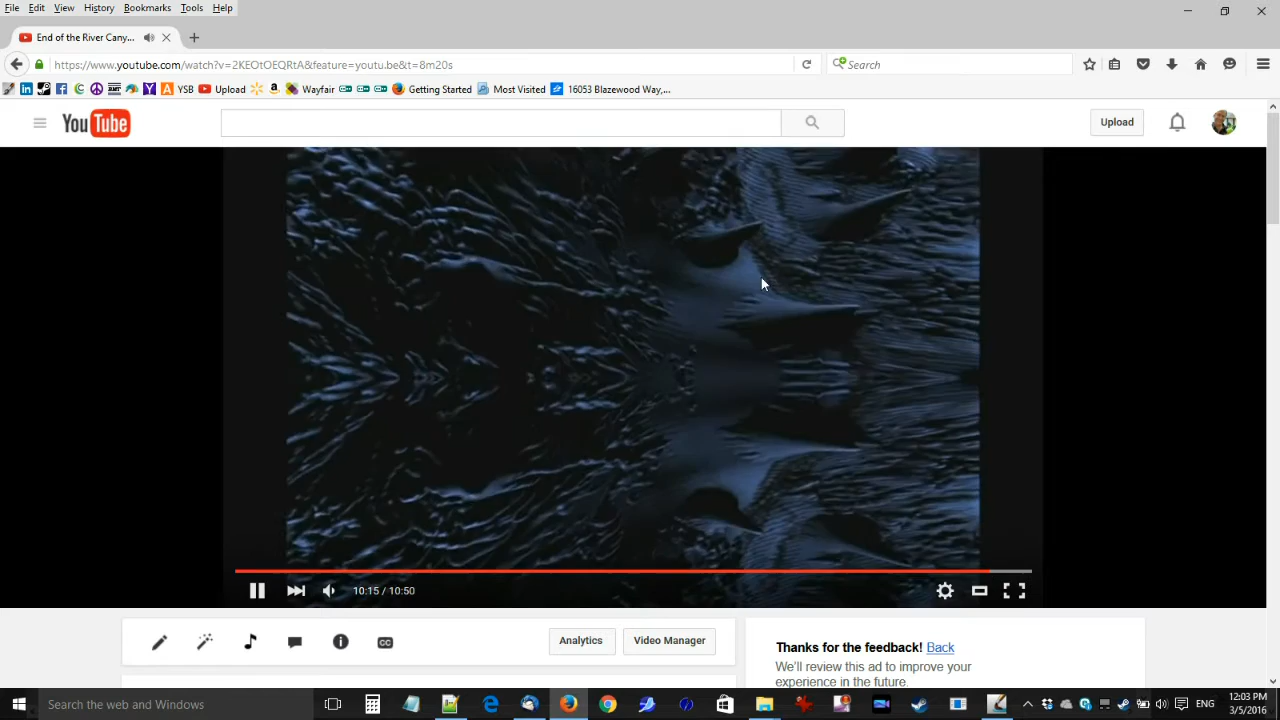 File Edit View History Bookmarks Tools Help
End of the River Cany...
https://www.youtube.com/watch?v=2KEOtOEQRtA&feature=youtu.be&t=8m20s
Search
YSB Upload Wayfair Getting Started Most Visited 16053 Blazewood Way,...
YouTube
Upload
10:15 / 10:50
CC
Analytics Video Manager
Thanks for the feedback! Back
We'll review this ad to improve your
experience in the future.
Search the web and Windows
ENG
12:03 PM
3/5/2016